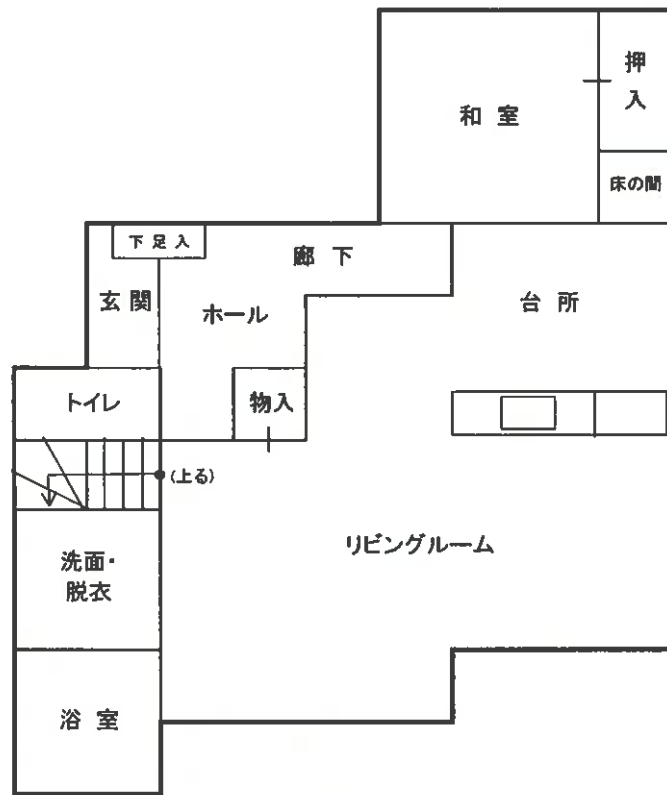 押
入
和室
床の間
下足入
廊下
玄関
ホール
台所
トイレ
物入
(上る)
リビングルーム
洗面・
脱衣
浴室